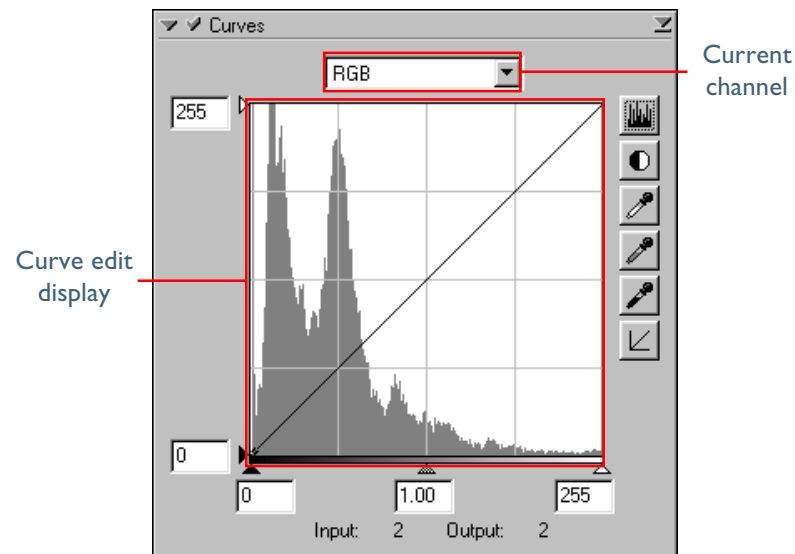 Curves
RGB
Current
channel
255
Curve edit
display
0
0
1.00
255
Input: 2 Output: 2